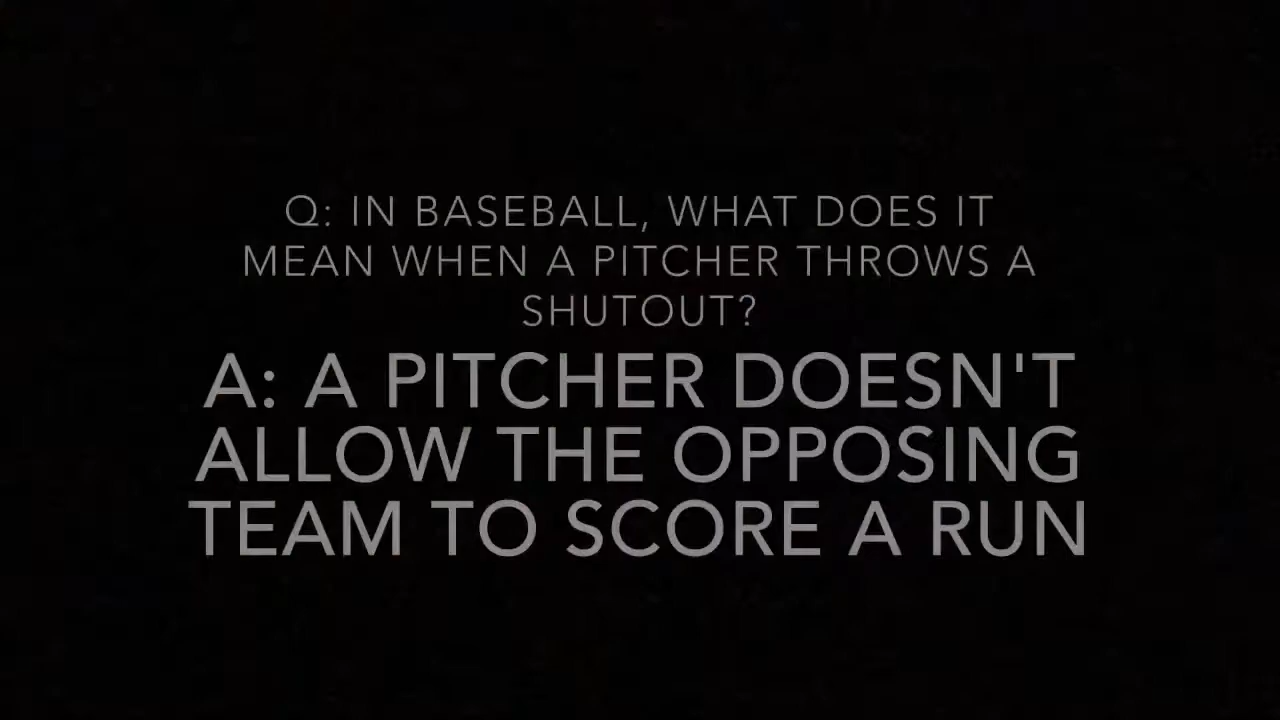 Q: IN BASEBALL, WHAT DOES IT
MEAN WHEN A PITCHER THROWS A
SHUTOUT?
A: A PITCHER DOESN'T
ALLOW THE OPPOSING
TEAM TO SCORE A RUN